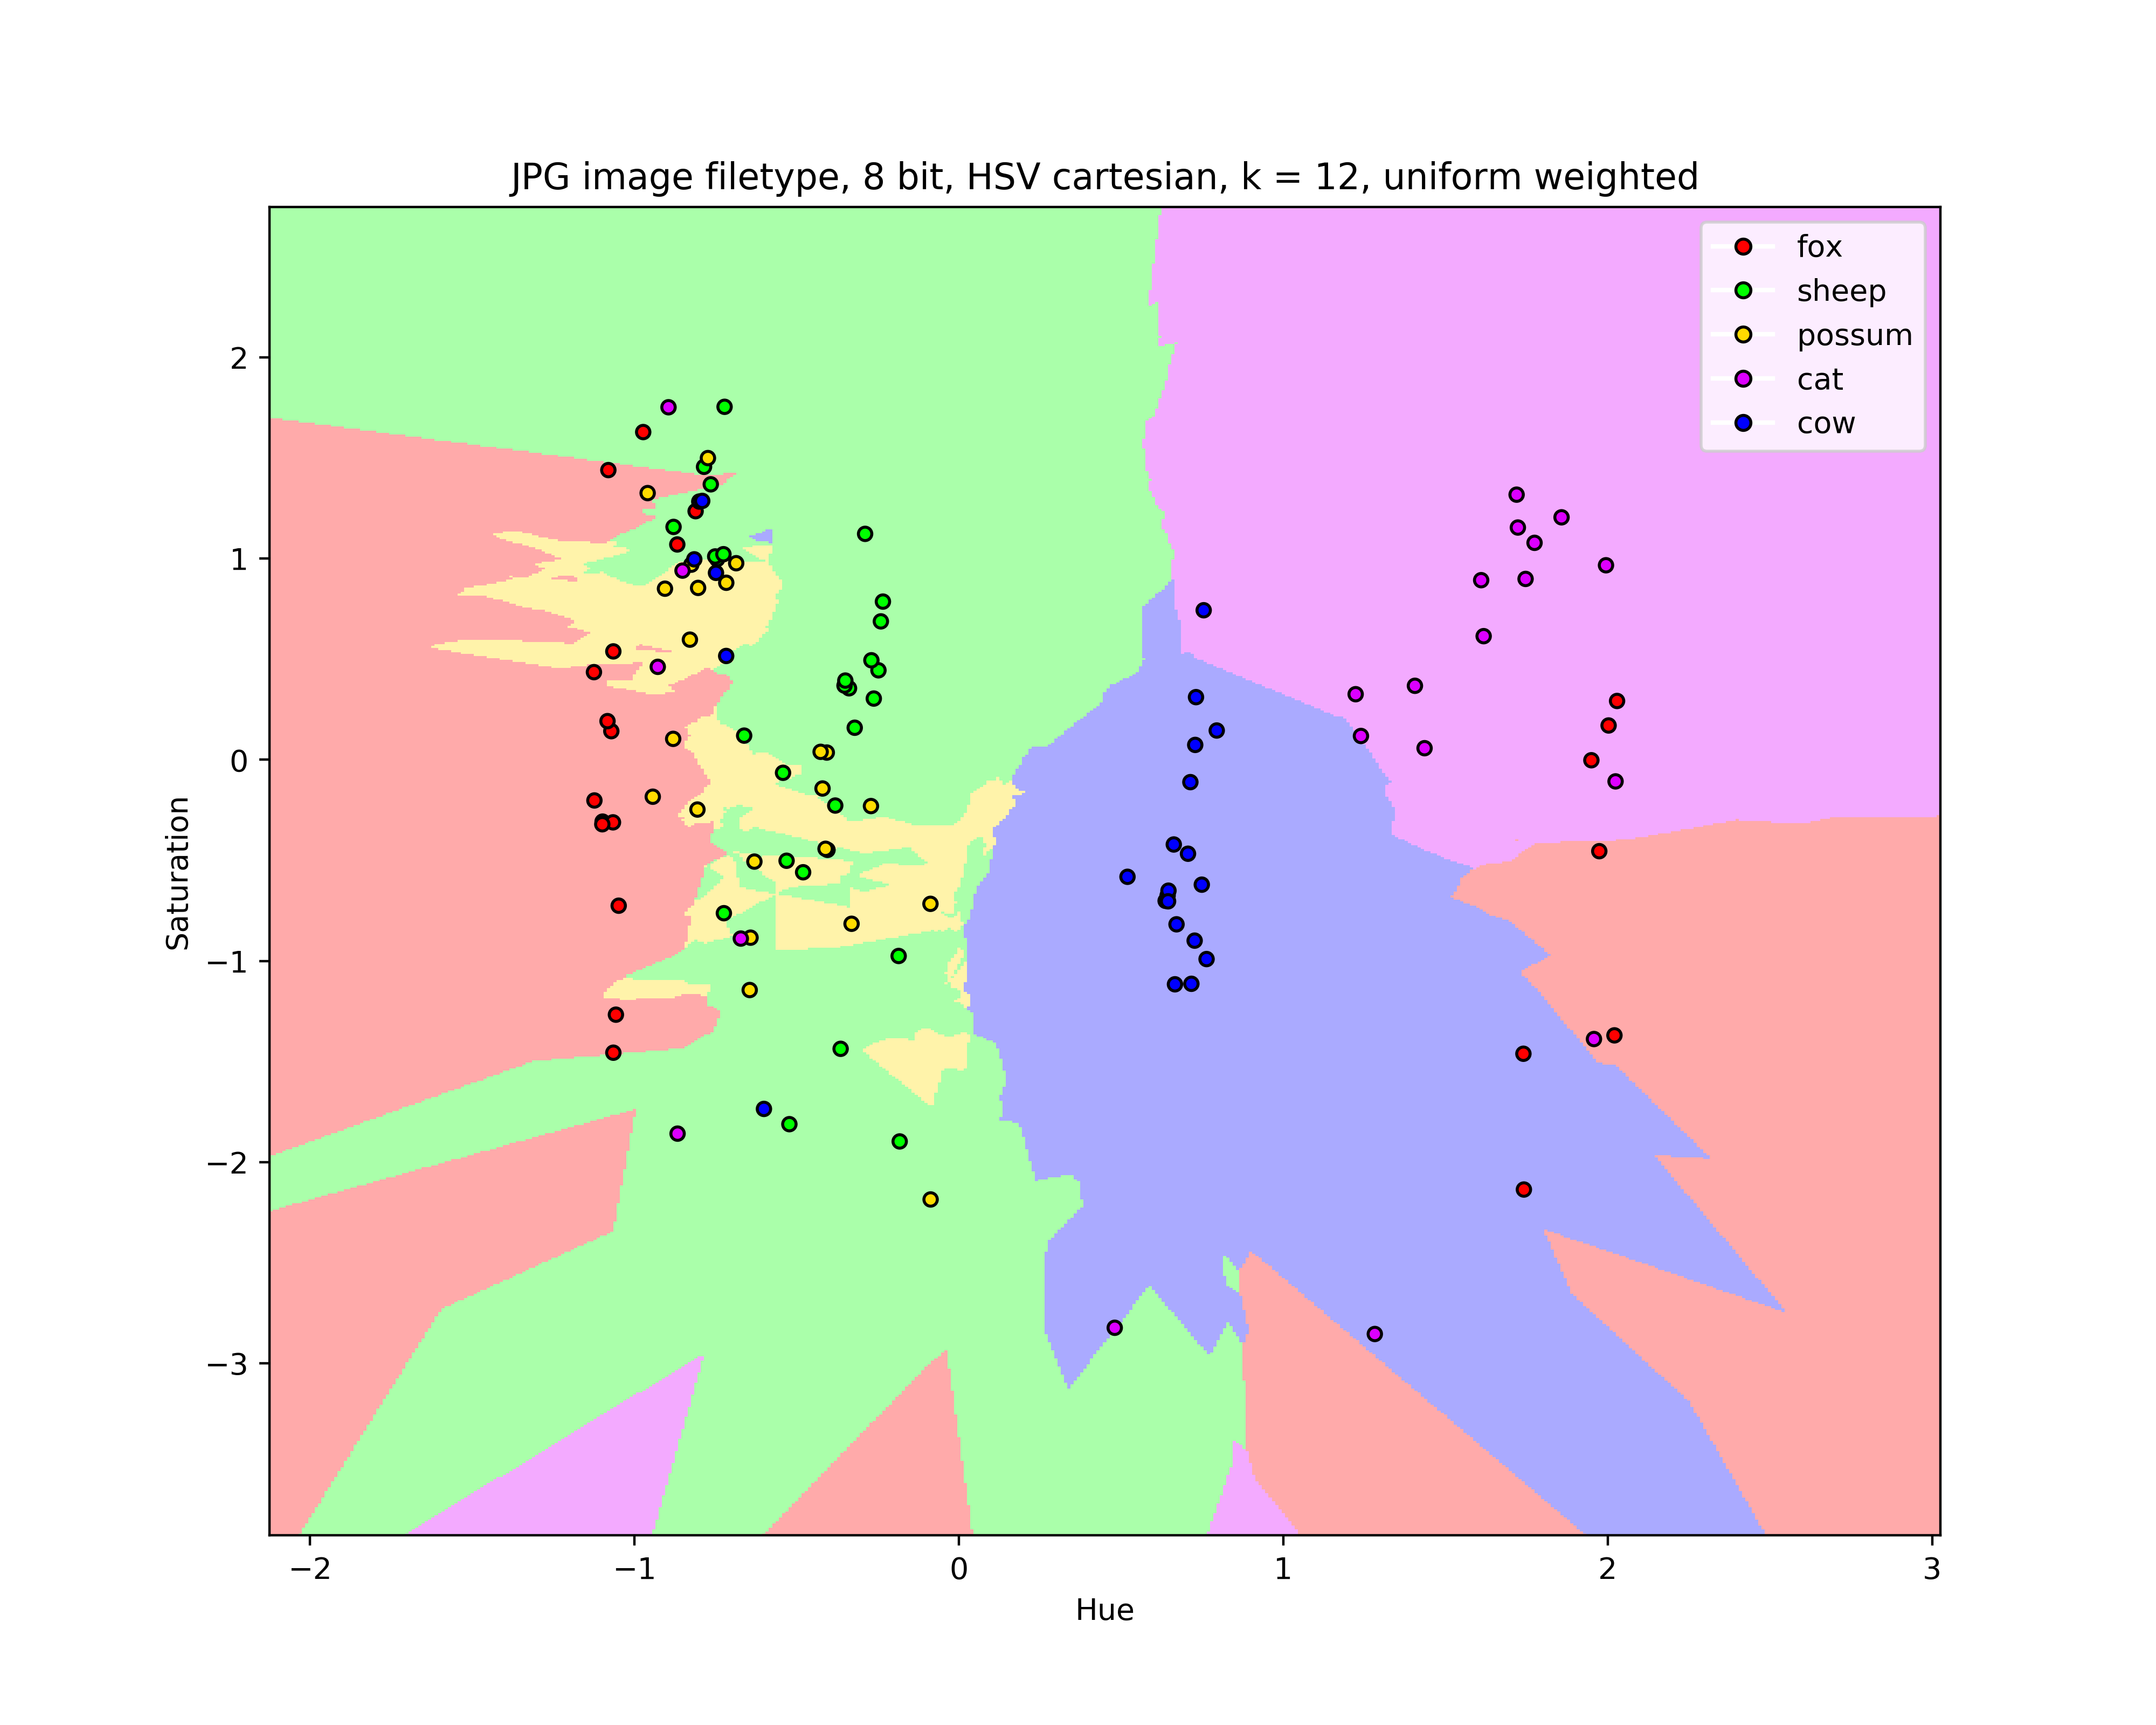 JPG image filetype, 8 bit, HSV cartesian, k = 12, uniform weighted
fox
sheep
possum
cat
cow
2
1
0
−1
−2
−3
Saturation
−2
−1
0
1
2
3
Hue